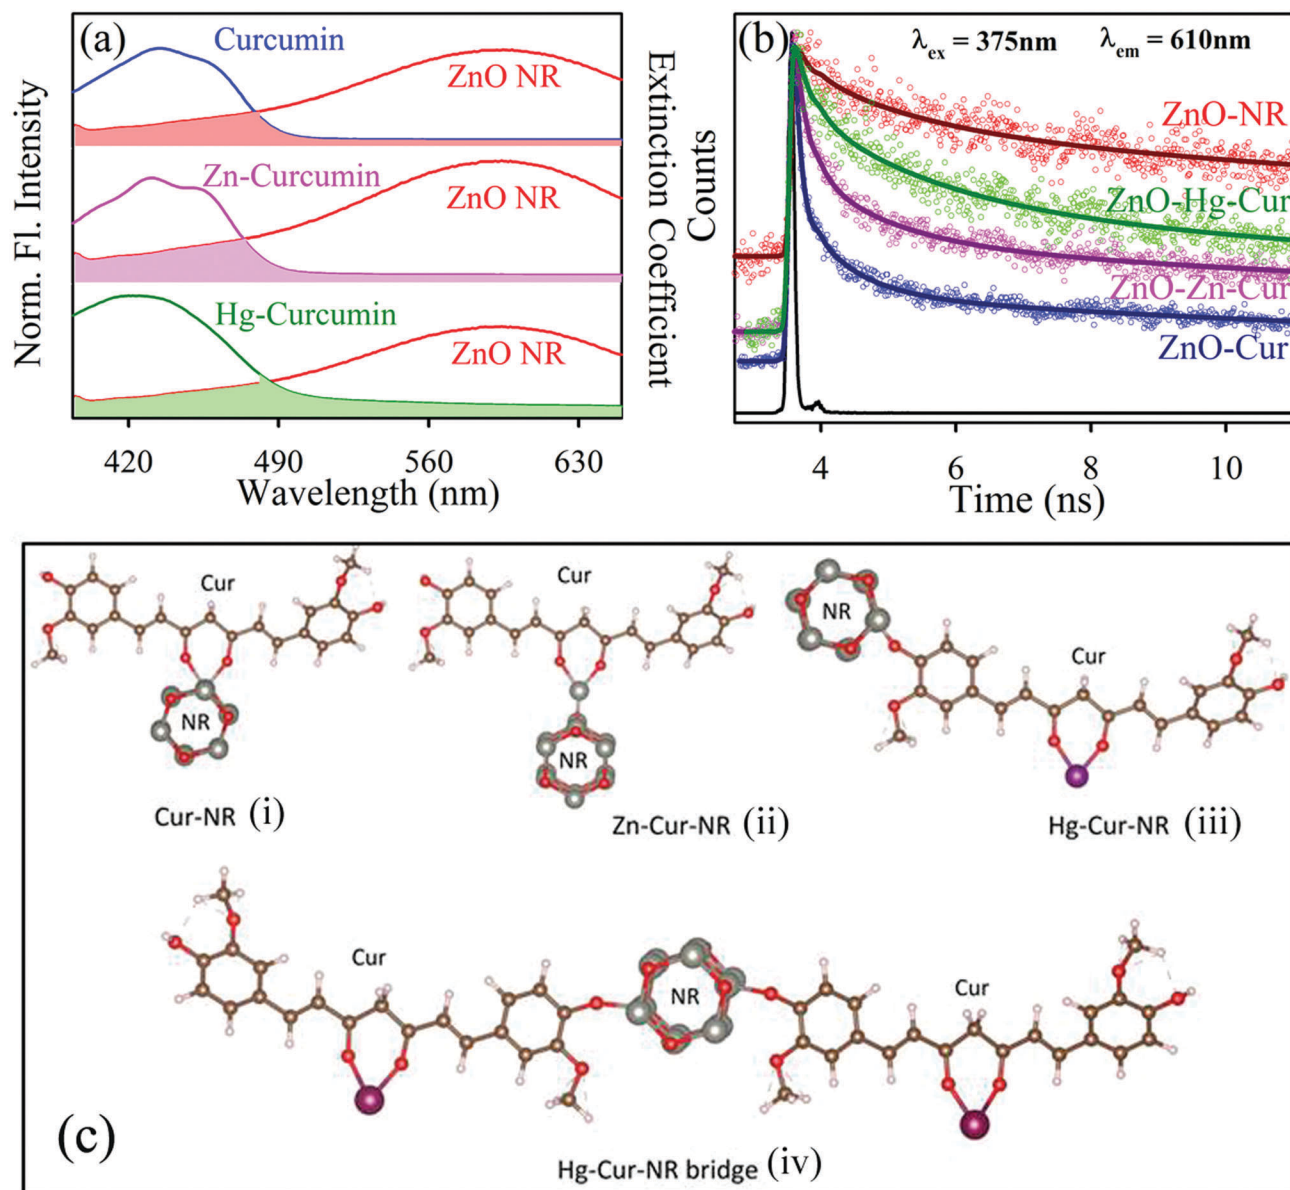 (a)
Curcumin
ZnO NR
Zn-Curcumin
ZnO NR
Hg-Curcumin
ZnO NR
Norm. Fl. Intensity
Extinction Coefficient
420 490 560 630
Wavelength (nm)
(b)
λex = 375nm λem = 610nm
ZnO-NR
ZnO-Hg-Cur
ZnO-Zn-Cur
ZnO-Cur
Counts
4 6 8 10
Time (ns)
Cur
NR
Cur-NR (i)
Cur
NR
Zn-Cur-NR (ii)
NR
Cur
Hg-Cur-NR (iii)
Cur
NR
Cur
(c)
Hg-Cur-NR bridge (iv)